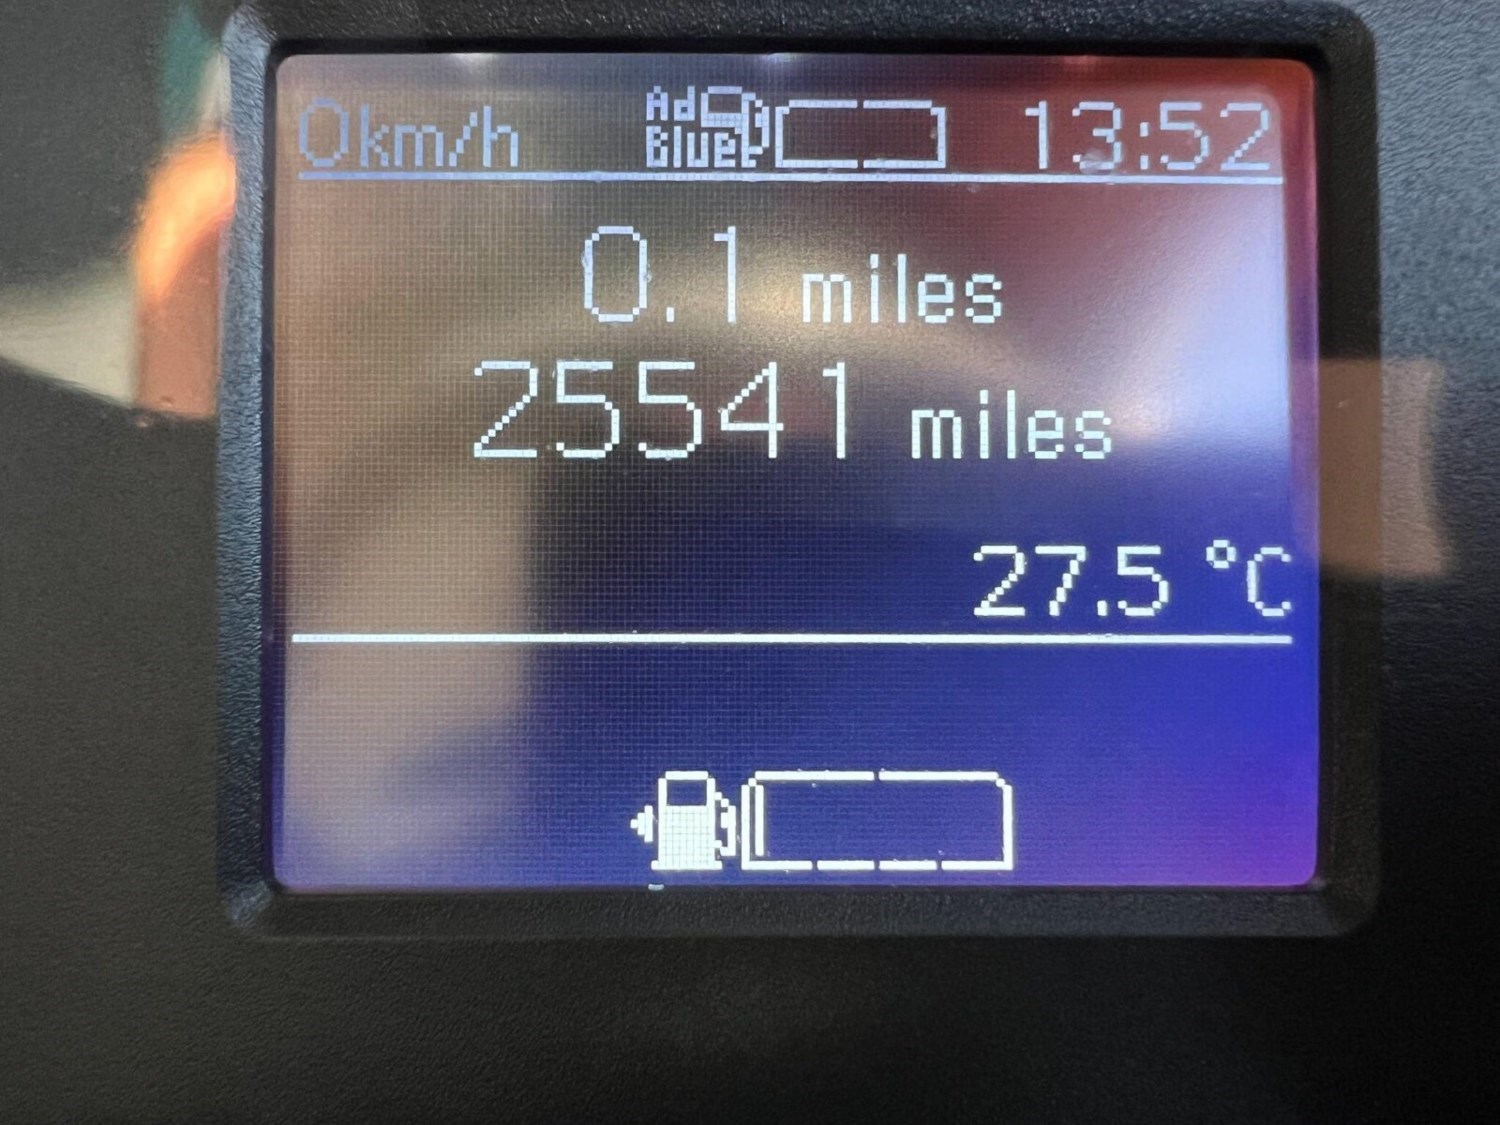 0km/h Ad Blue 13:52
0.1 miles
25541 miles
27.5 °C